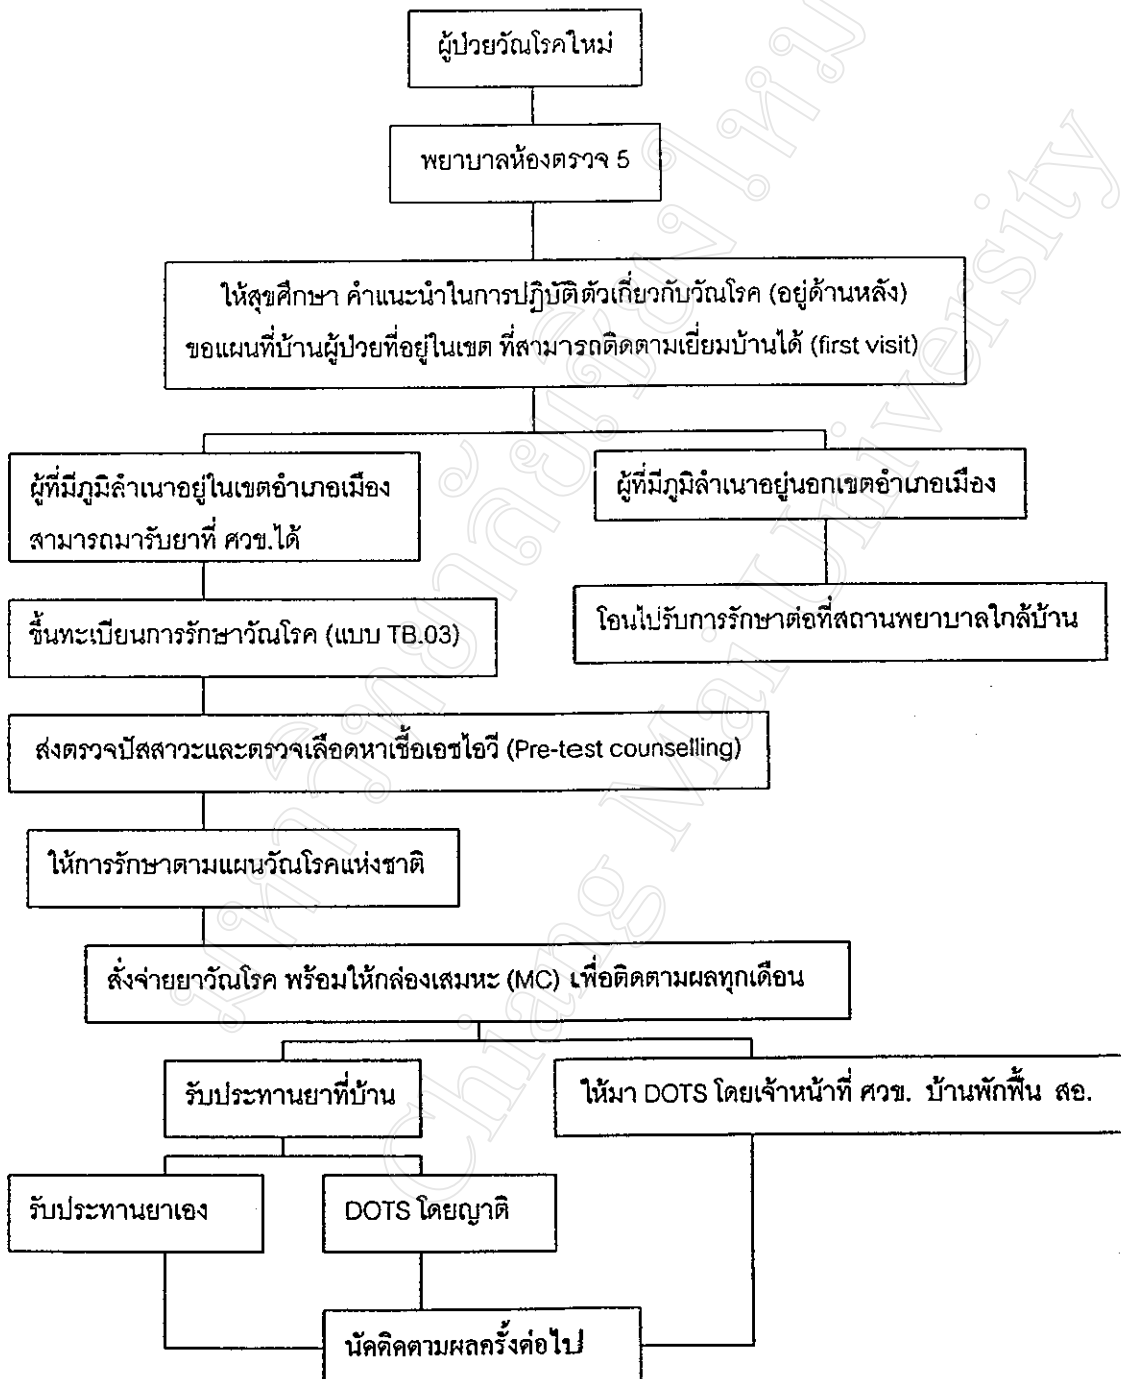 ผู้ป่วยวัณโรคใหม่
พยาบาลห้องตรวจ 5
ให้สุขศึกษา คำแนะนำในการปฏิบัติตัวเกี่ยวกับวัณโรค (อยู่ด้านหลัง)
ขอแผนที่บ้านผู้ป่วยที่อยู่ในเขต ที่สามารถติดตามเยี่ยมบ้านได้ (first visit)
ผู้ที่มีภูมิลำเนาอยู่ในเขตอำเภอเมือง
สามารถมารับยาที่ ศวข.ได้
ผู้ที่มีภูมิลำเนาอยู่นอกเขตอำเภอเมือง
ขึ้นทะเบียนการรักษาวัณโรค (แบบ TB.03)
โอนไปรับการรักษาต่อที่สถานพยาบาลใกล้บ้าน
ส่งตรวจปัสสาวะและตรวจเลือดหาเชื้อเอชไอวี (Pre-test counselling)
ให้การรักษาตามแผนวัณโรคแห่งชาติ
สั่งจ่ายยาวัณโรค พร้อมให้กล่องเสมหะ (MC) เพื่อติดตามผลทุกเดือน
รับประทานยาที่บ้าน
ให้มา DOTS โดยเจ้าหน้าที่ ศวข. บ้านพักฟื้น สอ.
รับประทานยาเอง
DOTS โดยญาติ
นัดติดตามผลครั้งต่อไป
มหาวิทยาลัยเชียงใหม่
Chiang Mai University